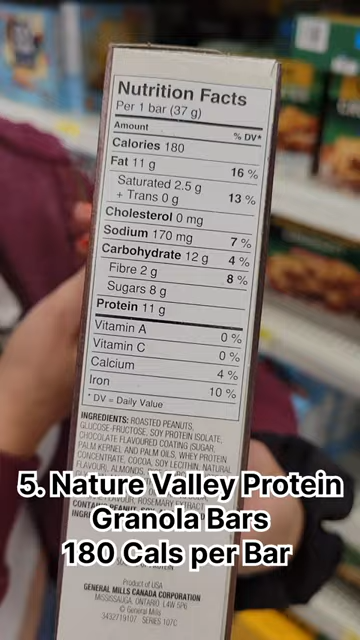 Nutrition Facts
Per 1 bar (37 g)
Amount % DV*
Calories 180
Fat 11 g 16 %
Saturated 2.5 g
+ Trans 0 g 13 %
Cholesterol 0 mg
Sodium 170 mg 7 %
Carbohydrate 12 g 4 %
Fibre 2 g 8 %
Sugars 8 g
Protein 11 g
Vitamin A 0 %
Vitamin C 0 %
Calcium 4 %
Iron 10 %
* DV = Daily Value
INGREDIENTS: ROASTED PEANUTS,
GLUCOSE-FRUCTOSE, SOY PROTEIN ISOLATE,
CHOCOLATE FLAVOURED COATING (SUGAR,
PALM KERNEL AND PALM OILS, WHEY PROTEIN
CONCENTRATE, COCOA, SOY LECITHIN, NATURAL
FLAVOUR), ALMONDS,
5. Nature Valley Protein
Granola Bars
180 Cals per Bar
Product of USA
GENERAL MILLS CANADA CORPORATION
MISSISSAUGA, ONTARIO L4W 5P6
© General Mills
3432719107 SERIES 107C